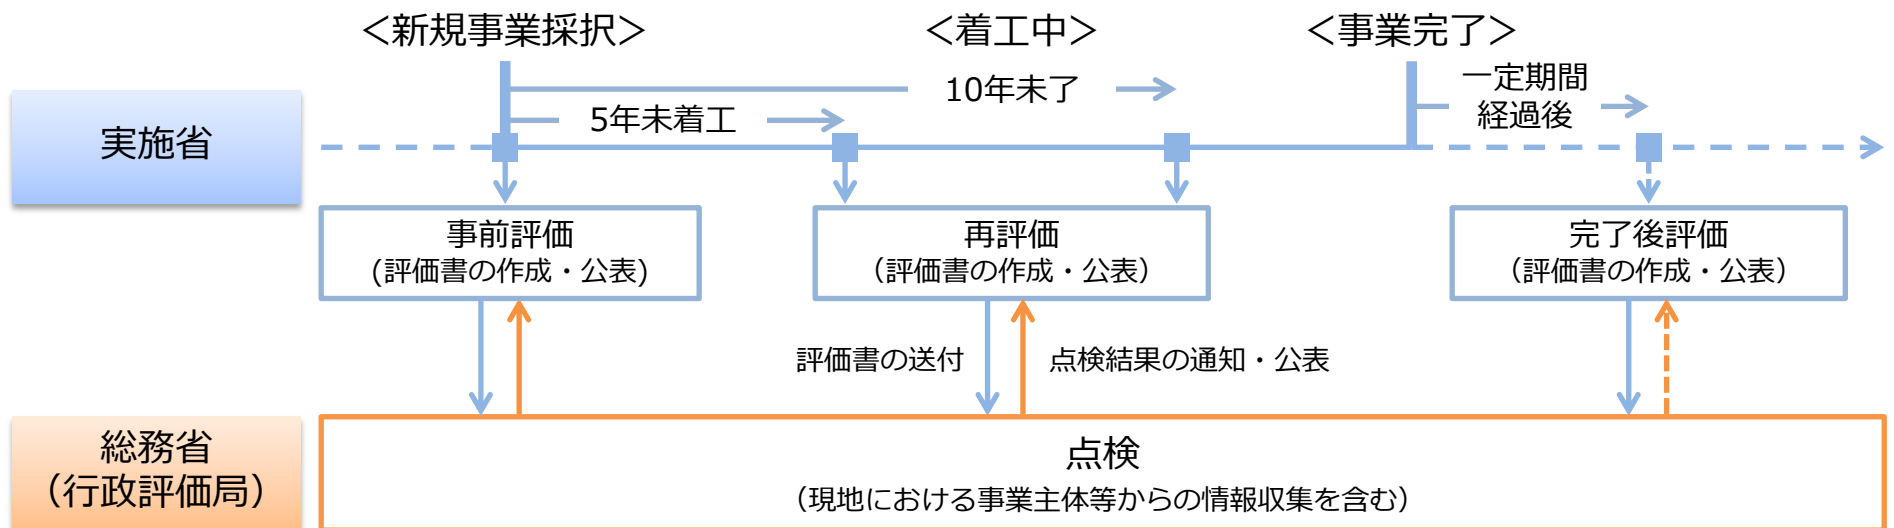 ＜新規事業採択＞
＜着工中＞
＜事業完了＞
10年未了
一定期間
経過後
5年未着工
実施省
事前評価
(評価書の作成・公表)
再評価
（評価書の作成・公表）
完了後評価
（評価書の作成・公表）
評価書の送付
点検結果の通知・公表
総務省
（行政評価局）
点検
（現地における事業主体等からの情報収集を含む）